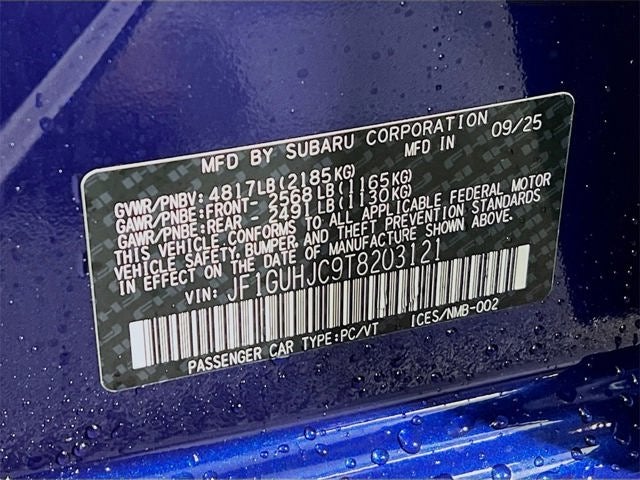 MFD BY SUBARU CORPORATION
MFD IN 09/25
GVWR/PNBV: 4817LB(2185KG)
GAWR/PNBE:FRONT- 2568LB(1165KG)
GAWR/PNBE:REAR - 2491LB(1130KG)
THIS VEHICLE CONFORMS TO ALL APPLICABLE FEDERAL MOTOR
VEHICLE SAFETY, BUMPER, AND THEFT PREVENTION STANDARDS
IN EFFECT ON THE DATE OF MANUFACTURE SHOWN ABOVE.
VIN: JF1GUHJC9T8203121
PASSENGER CAR TYPE:PC/VT ICES/NMB-002